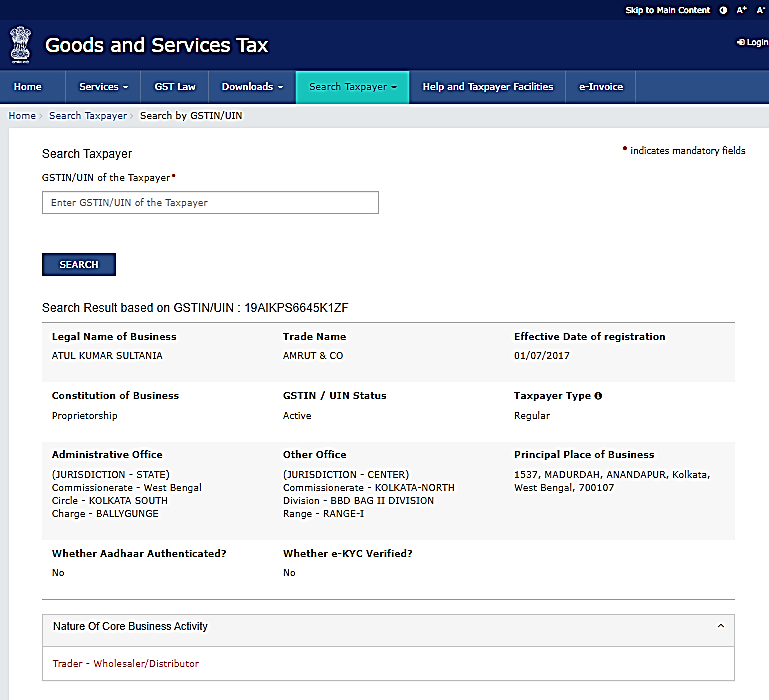 Skip to Main Content A+ A-
Goods and Services Tax
Login
Home Services GST Law Downloads Search Taxpayer Help and Taxpayer Facilities e-Invoice
Home > Search Taxpayer > Search by GSTIN/UIN
Search Taxpayer
* indicates mandatory fields
GSTIN/UIN of the Taxpayer*
Enter GSTIN/UIN of the Taxpayer
SEARCH
Search Result based on GSTIN/UIN : 19AIKPS6645K1ZF
Legal Name of Business Trade Name Effective Date of registration
ATUL KUMAR SULTANIA AMRUT & CO 01/07/2017
Constitution of Business GSTIN / UIN Status Taxpayer Type
Proprietorship Active Regular
Administrative Office Other Office Principal Place of Business
(JURISDICTION - STATE) (JURISDICTION - CENTER) 1537, MADURDAH, ANANDAPUR, Kolkata,
Commissionerate - West Bengal Commissionerate - KOLKATA-NORTH West Bengal, 700107
Circle - KOLKATA SOUTH Division - BBD BAG II DIVISION
Charge - BALLYGUNGE Range - RANGE-I
Whether Aadhaar Authenticated? Whether e-KYC Verified?
No No
Nature Of Core Business Activity
Trader - Wholesaler/Distributor